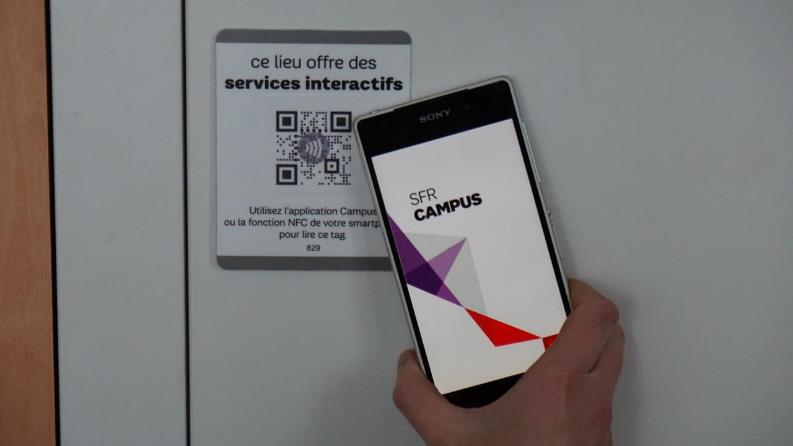 ce lieu offre des
services interactifs
Utilisez l'application Campus
ou la fonction NFC de votre
pour lire ce tag.
829
SONY
SFR
CAMPUS